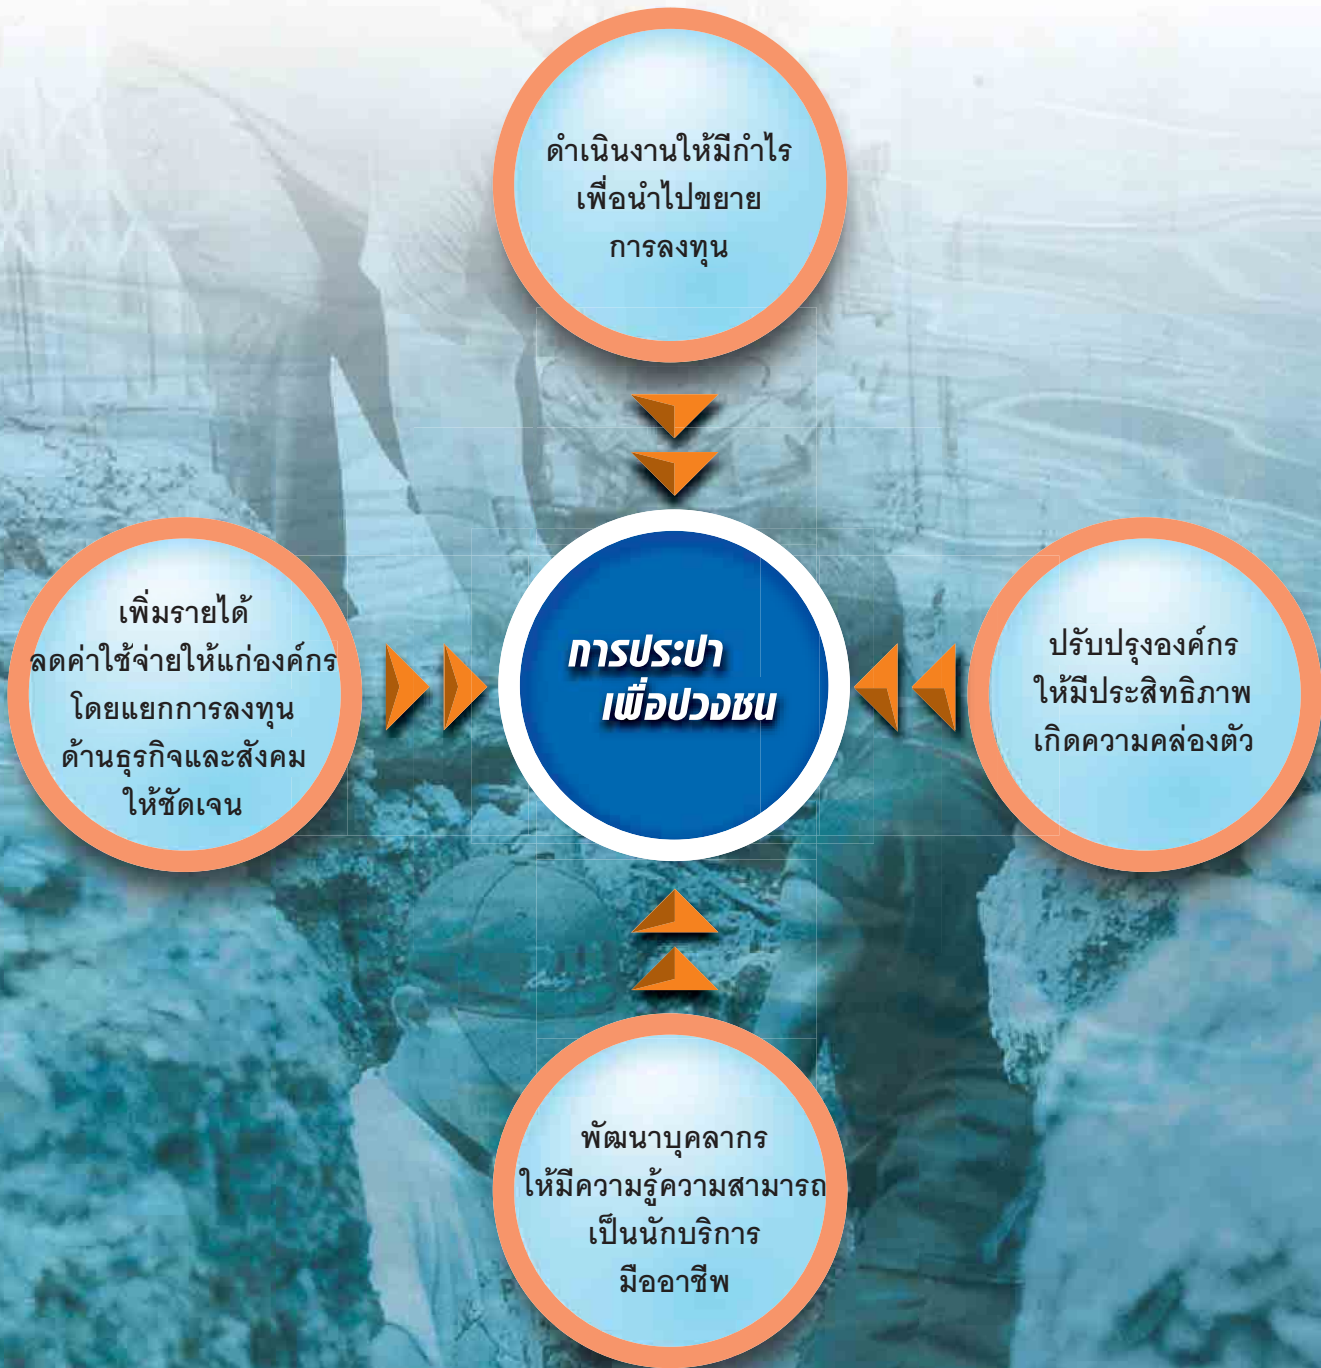 ดำเนินงานให้มีกำไร
เพื่อนำไปขยาย
การลงทุน
เพิ่มรายได้
ลดค่าใช้จ่ายให้แก่องค์กร
โดยแยกการลงทุน
ด้านธุรกิจและสังคม
ให้ชัดเจน
การประปา
เพื่อปวงชน
ปรับปรุงองค์กร
ให้มีประสิทธิภาพ
เกิดความคล่องตัว
พัฒนาบุคลากร
ให้มีความรู้ความสามารถ
เป็นนักบริการ
มืออาชีพ